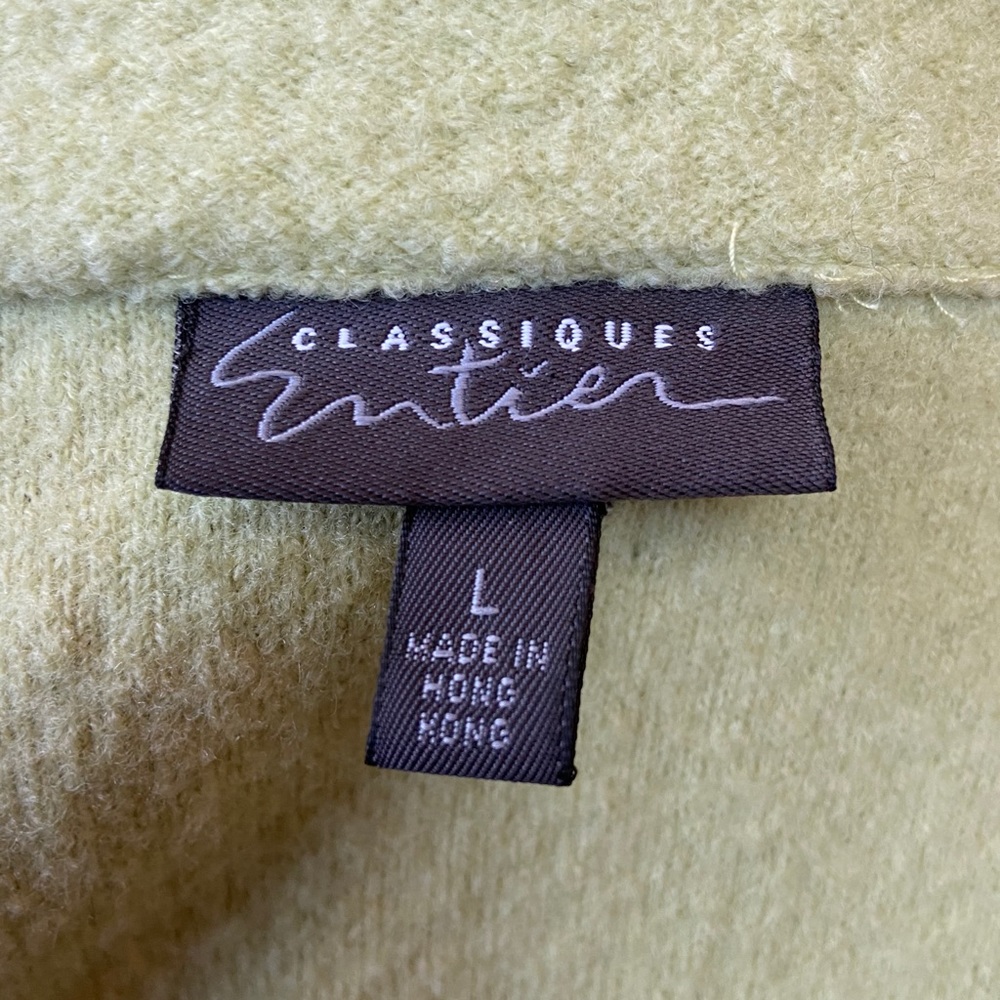 CLASSIQUES
Entier
L
MADE IN
HONG
KONG